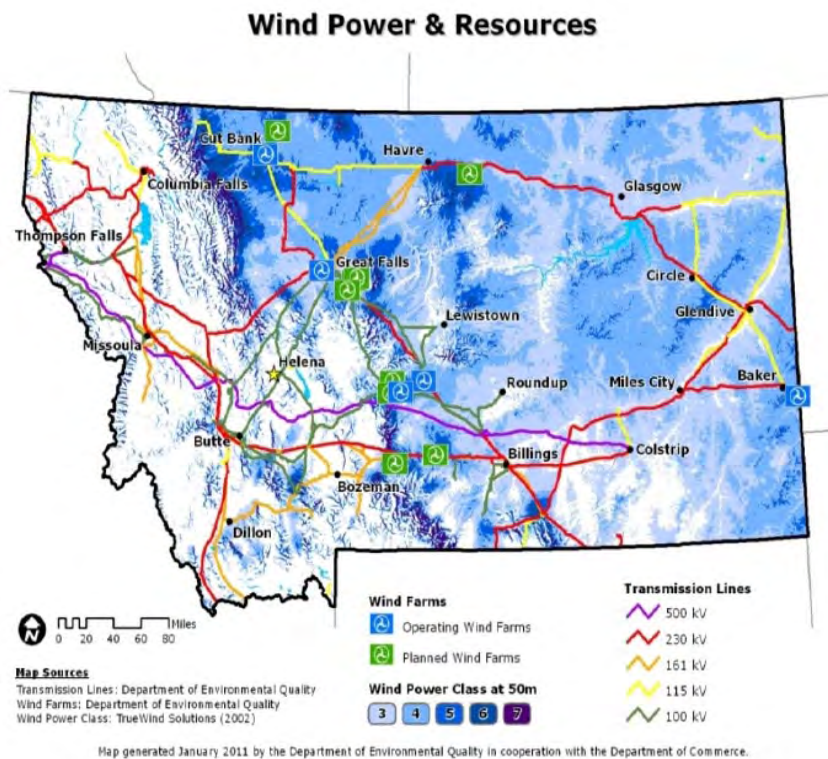 Wind Power & Resources
Cut Bank
Havre
Columbia Falls
Glasgow
Thompson Falls
Great Falls
Circle
Glendive
Lewistown
Missoula
Helena
Roundup
Miles City
Baker
Butte
Billings
Colstrip
Bozeman
Dillon
N
Miles
0 20 40 60 80
Map Sources
Transmission Lines: Department of Environmental Quality
Wind Farms: Department of Environmental Quality
Wind Power Class: TrueWind Solutions (2002)
Wind Farms
Operating Wind Farms
Planned Wind Farms
Wind Power Class at 50m
3 4 5 6 7
Transmission Lines
500 kV
230 kV
161 kV
115 kV
100 kV
Map generated January 2011 by the Department of Environmental Quality in cooperation with the Department of Commerce.